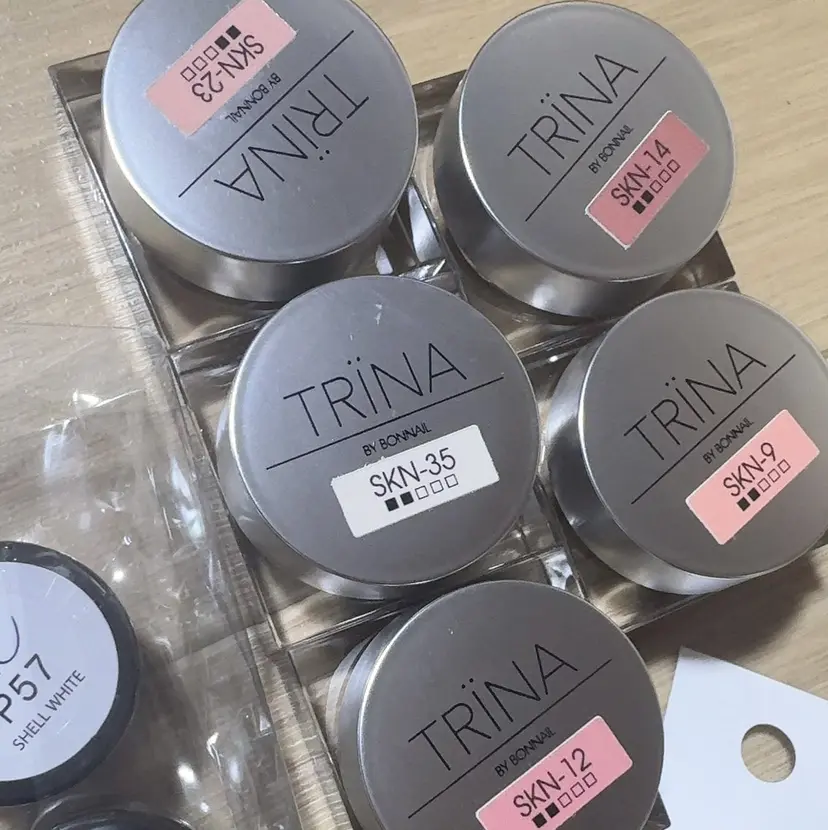 TRÏNA
BY BONNAIL
SKN-23
TRÏNA
BY BONNAIL
SKN-14
TRÏNA
BY BONNAIL
SKN-35
TRÏNA
BY BONNAIL
SKN-9
TRÏNA
BY BONNAIL
SKN-12
P57
SHELL WHITE